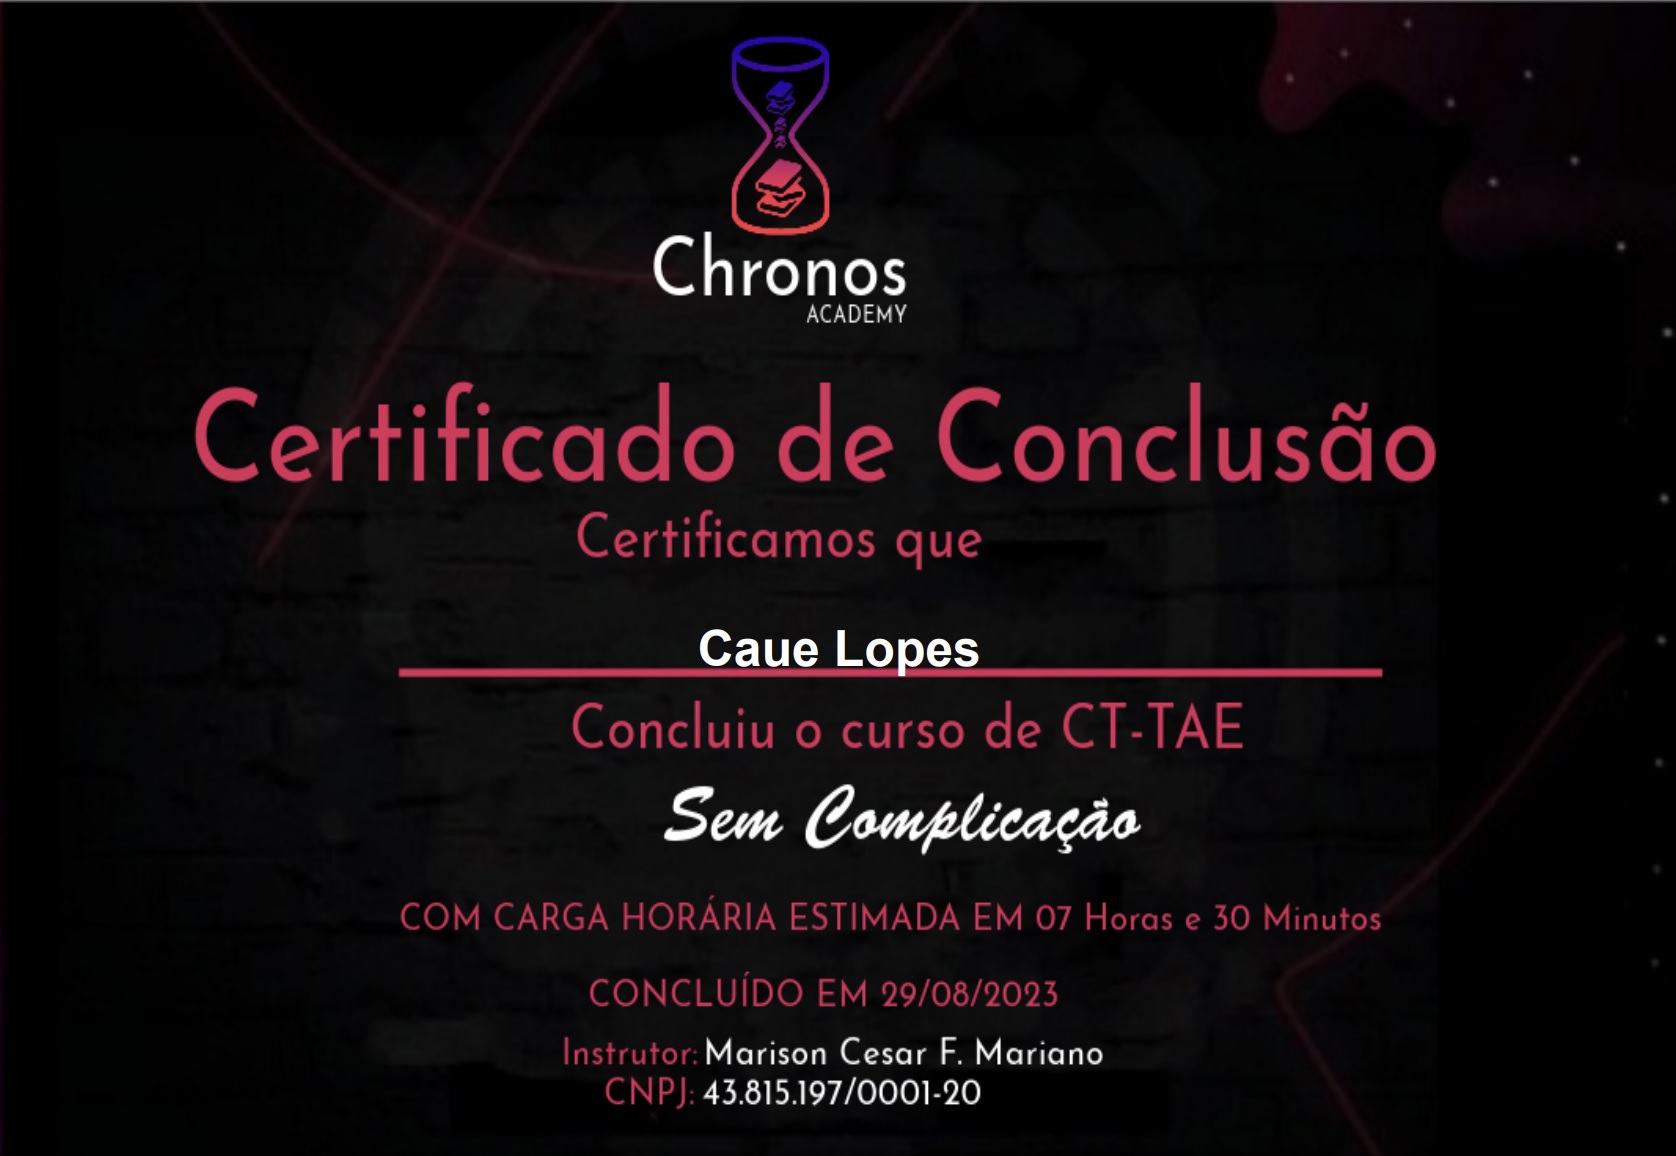 Chronos
ACADEMY
Certificado de Conclusão
Certificamos que
Caue Lopes
Concluiu o curso de CT-TAE
Sem Complicação
COM CARGA HORÁRIA ESTIMADA EM 07 Horas e 30 Minutos
CONCLUÍDO EM 29/08/2023
Instrutor: Marison Cesar F. Mariano
CNPJ: 43.815.197/0001-20